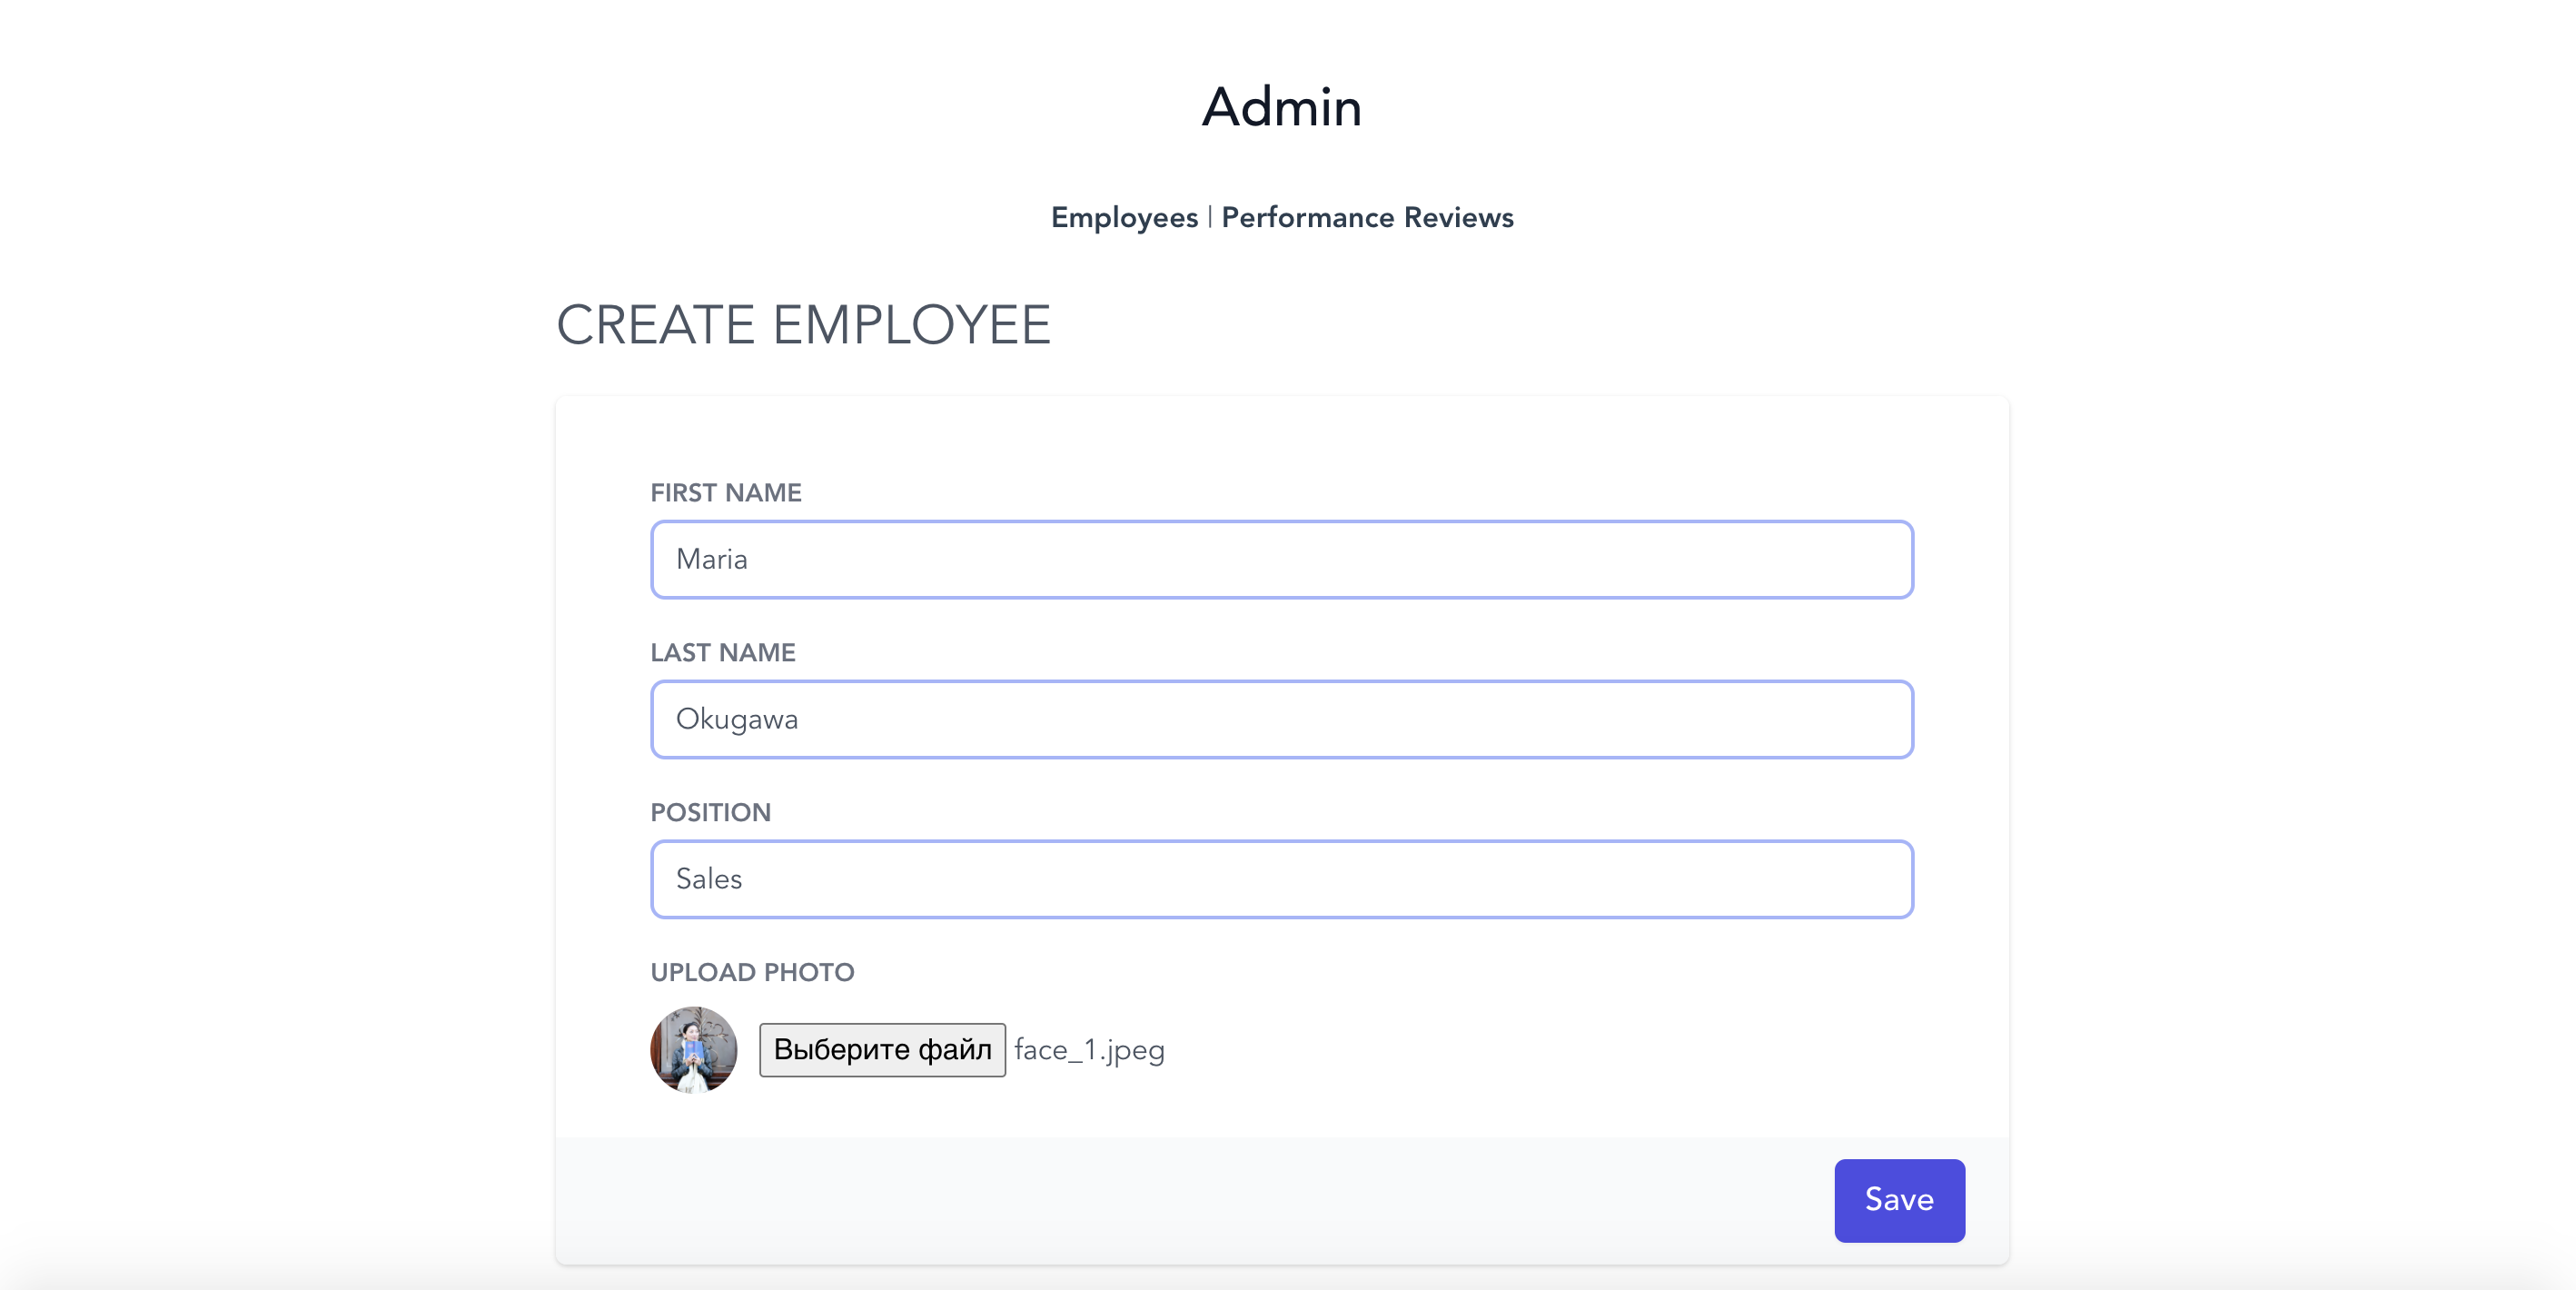 Admin
Employees | Performance Reviews
CREATE EMPLOYEE
FIRST NAME
Maria
LAST NAME
Okugawa
POSITION
Sales
UPLOAD PHOTO
Выберите файл face_1.jpeg
Save